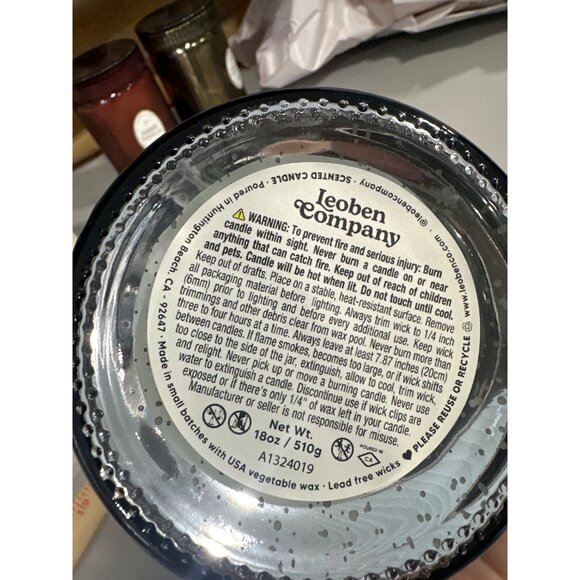 Leoben
Company
⚠ WARNING: To prevent fire and serious injury: Burn
candle within sight. Never burn a candle on or near
anything that can catch fire. Keep out of reach of children
and pets. Candle will be hot when lit. Do not touch until cool.
Keep out of drafts. Place on a stable, heat-resistant surface. Remove
all packaging material before lighting. Always trim wick to 1/4 inch
(6mm) prior to lighting and before every additional use. Keep wick
trimmings and other debris clear from wax pool. Never burn more than
three to four hours at a time. Always leave at least 7.87 inches (20cm)
between candles. If flame smokes, becomes too large, or if wick shifts
too close to the side of the jar, extinguish, allow to cool, trim wick,
and relight. Never pick up or move a burning candle. Never use
water to extinguish a candle. Discontinue use if wick clips are
exposed or if there's only 1/4" of wax left in your candle.
Manufacturer or seller is not responsible for misuse.
Net Wt.
18oz / 510g
A1324019
POURED IN
CA
Made in small batches with USA vegetable wax · Lead free wicks ♥ PLEASE REUSE OR RECYCLE
· SCENTED CANDLE · Poured in Huntington Beach, CA - 92647 ·
@leobencompany · www.leobenco.com